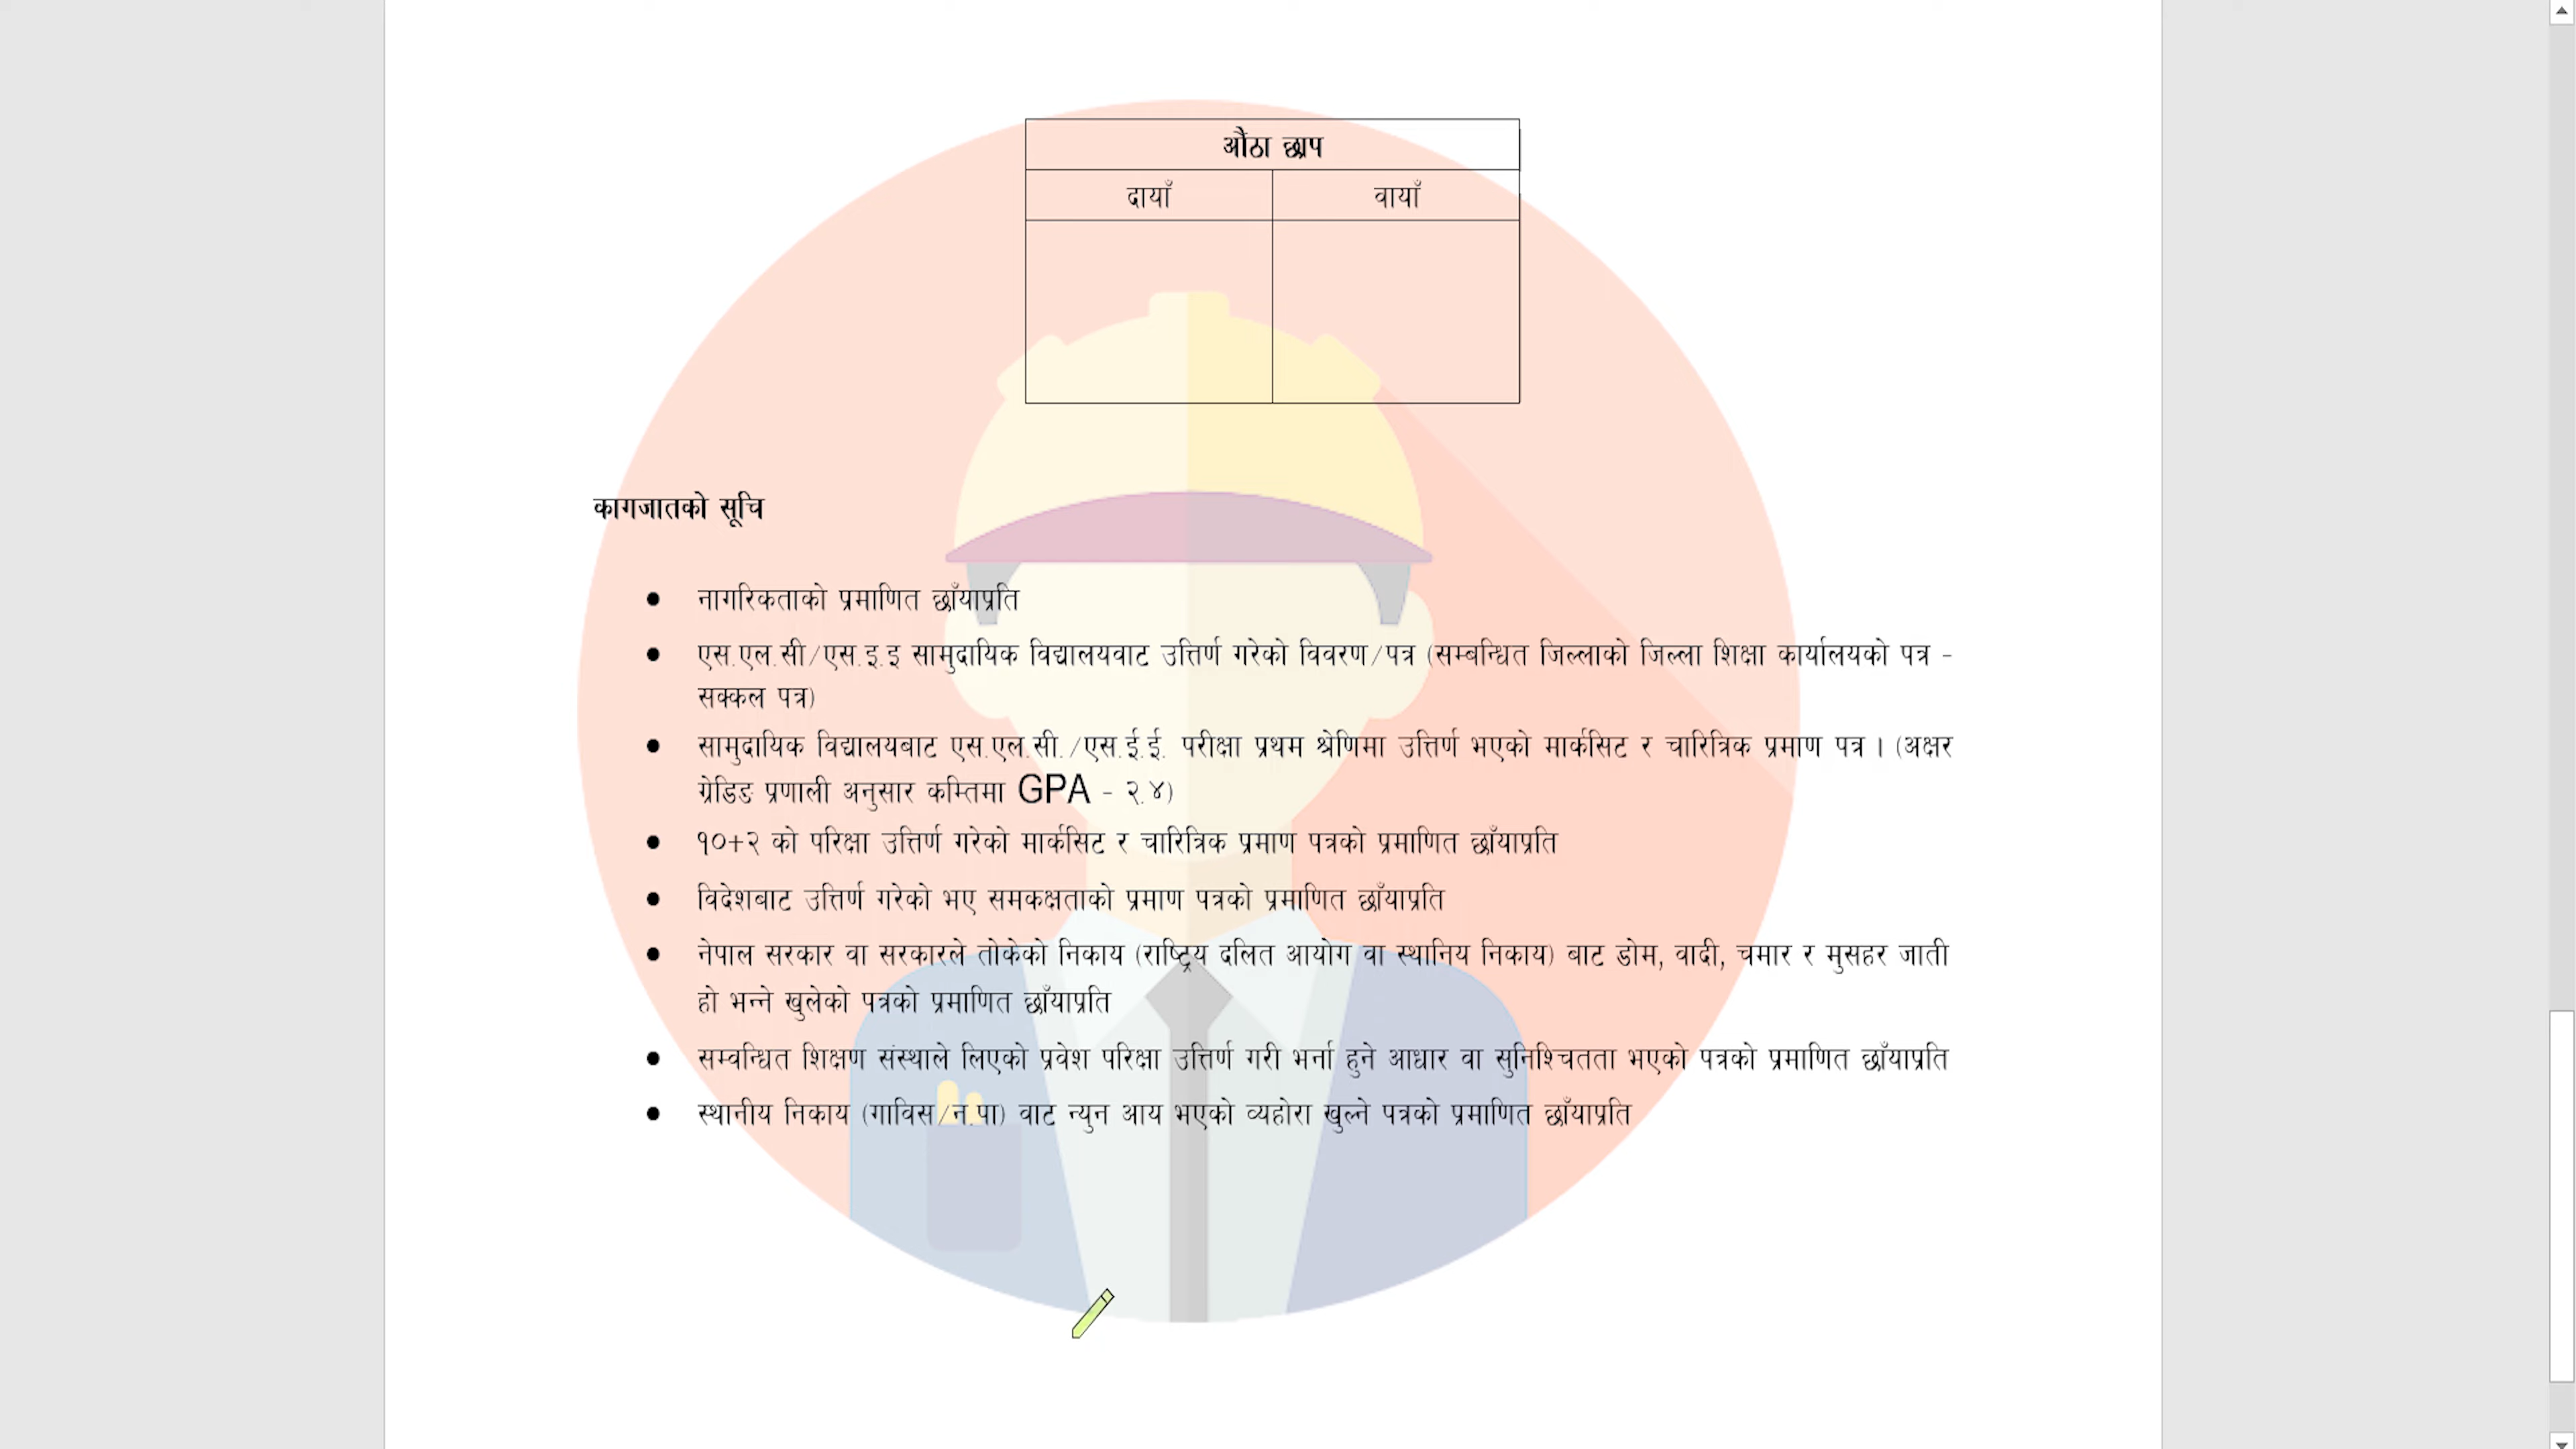 औंठा छाप
दायाँ वायाँ
कागजातको सूचि
● नागरिकताको प्रमाणित छाँयाप्रति
● एस.एल.सी/एस.इ.इ सामुदायिक विद्यालयवाट उत्तिर्ण गरेको विवरण/पत्र (सम्बन्धित जिल्लाको जिल्ला शिक्षा कार्यालयको पत्र -
सक्कल पत्र)
● सामुदायिक विद्यालयबाट एस.एल.सी./एस.ई.ई. परीक्षा प्रथम श्रेणिमा उत्तिर्ण भएको मार्कसिट र चारित्रिक प्रमाण पत्र । (अक्षर
ग्रेडिङ प्रणाली अनुसार कम्तिमा GPA - २.४)
● १०+२ को परिक्षा उत्तिर्ण गरेको मार्कसिट र चारित्रिक प्रमाण पत्रको प्रमाणित छाँयाप्रति
● विदेशबाट उत्तिर्ण गरेको भए समकक्षताको प्रमाण पत्रको प्रमाणित छाँयाप्रति
● नेपाल सरकार वा सरकारले तोकेको निकाय (राष्ट्रिय दलित आयोग वा स्थानिय निकाय) बाट डोम, वादी, चमार र मुसहर जाती
हो भन्ने खुलेको पत्रको प्रमाणित छाँयाप्रति
● सम्वन्धित शिक्षण संस्थाले लिएको प्रवेश परिक्षा उत्तिर्ण गरी भर्ना हुने आधार वा सुनिश्चितता भएको पत्रको प्रमाणित छाँयाप्रति
● स्थानीय निकाय (गाविस/न.पा) वाट न्युन आय भएको व्यहोरा खुल्ने पत्रको प्रमाणित छाँयाप्रति